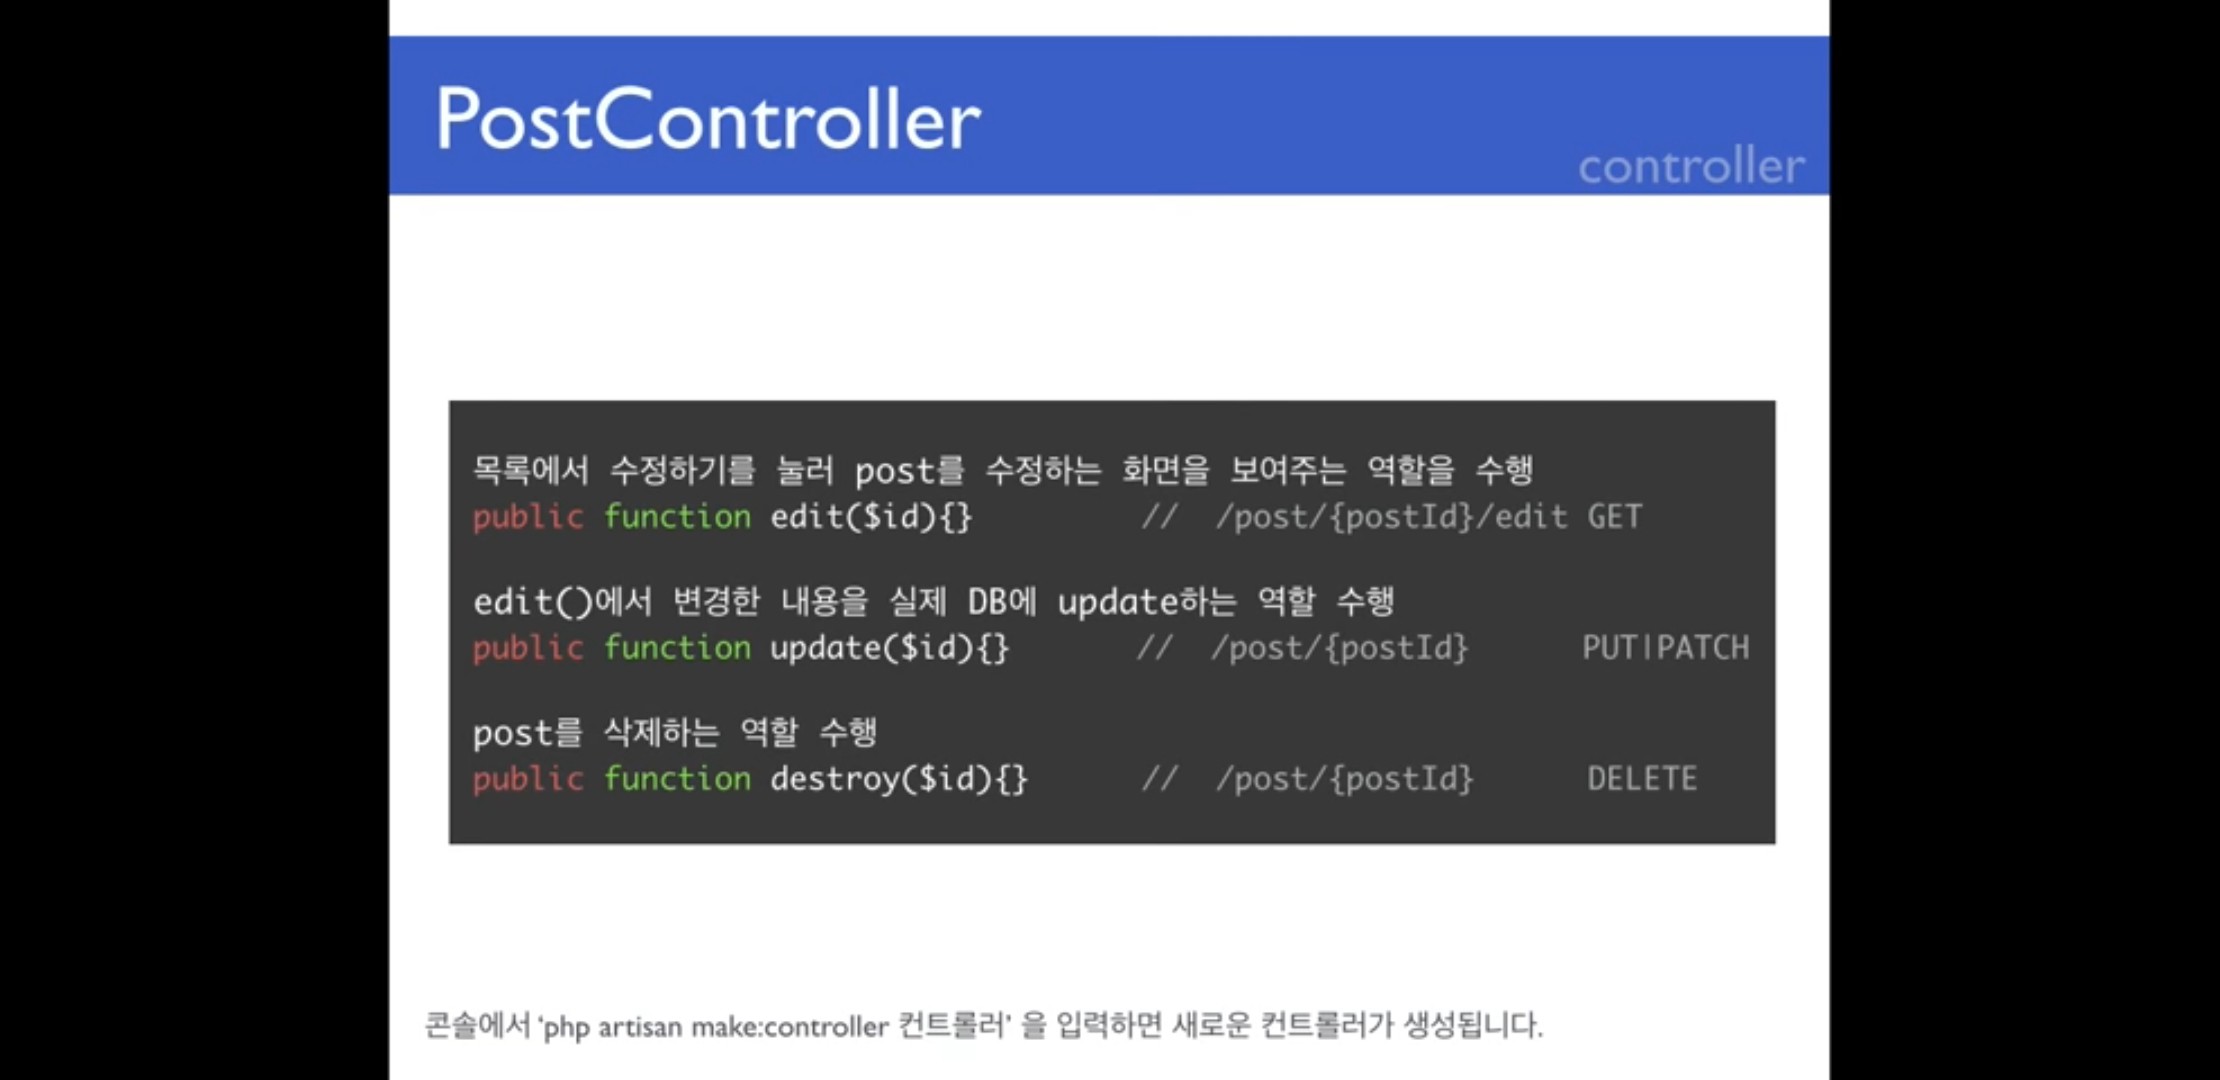 PostController
controller
목록에서 수정하기를 눌러 post를 수정하는 화면을 보여주는 역할을 수행
public function edit($id){} // /post/{postId}/edit GET
edit()에서 변경한 내용을 실제 DB에 update하는 역할 수행
public function update($id){} // /post/{postId} PUT|PATCH
post를 삭제하는 역할 수행
public function destroy($id){} // /post/{postId} DELETE
콘솔에서 ‘php artisan make:controller 컨트롤러’ 을 입력하면 새로운 컨트롤러가 생성됩니다.